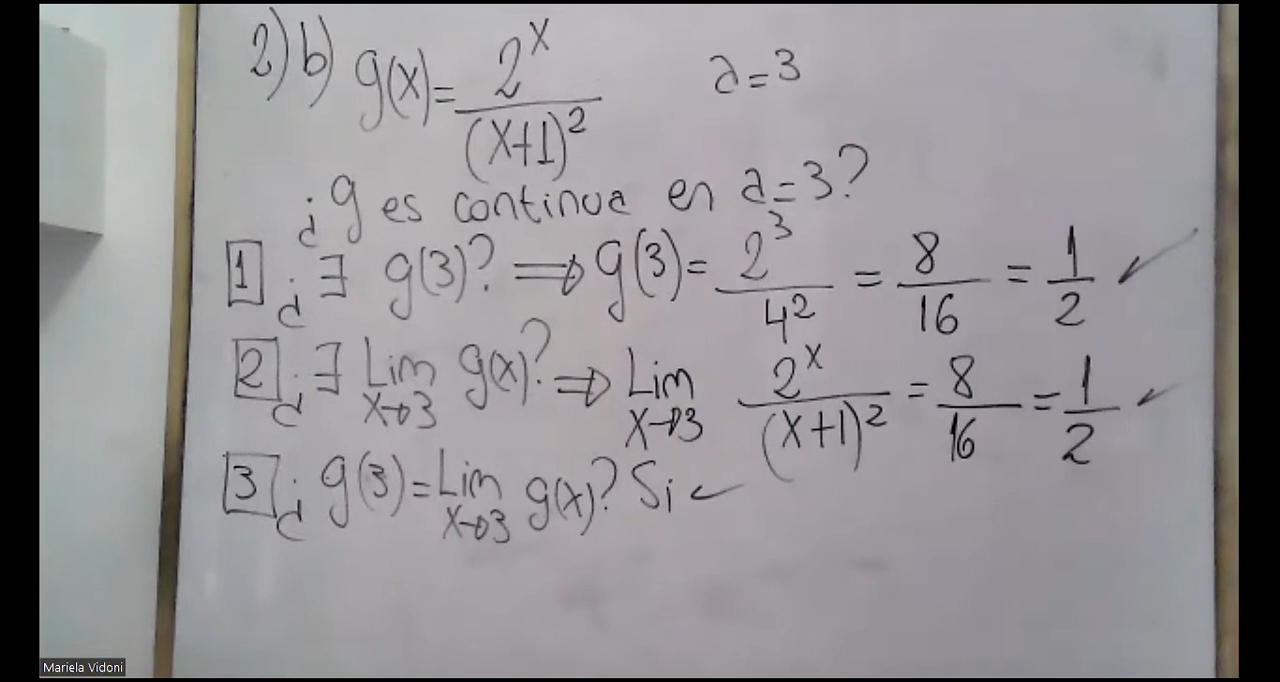 2) b) g(x) = 2^x / (x+1)^2    a = 3
¿g es continua en a = 3?
1 ¿∃ g(3)? ⟹ g(3) = 2^3 / 4^2 = 8/16 = 1/2 ✓
2 ¿∃ Lim x→3 g(x)? ⟹ Lim x→3 2^x / (x+1)^2 = 8/16 = 1/2 ✓
3 ¿g(3) = Lim x→3 g(x)? Si ✓
Mariela Vidoni